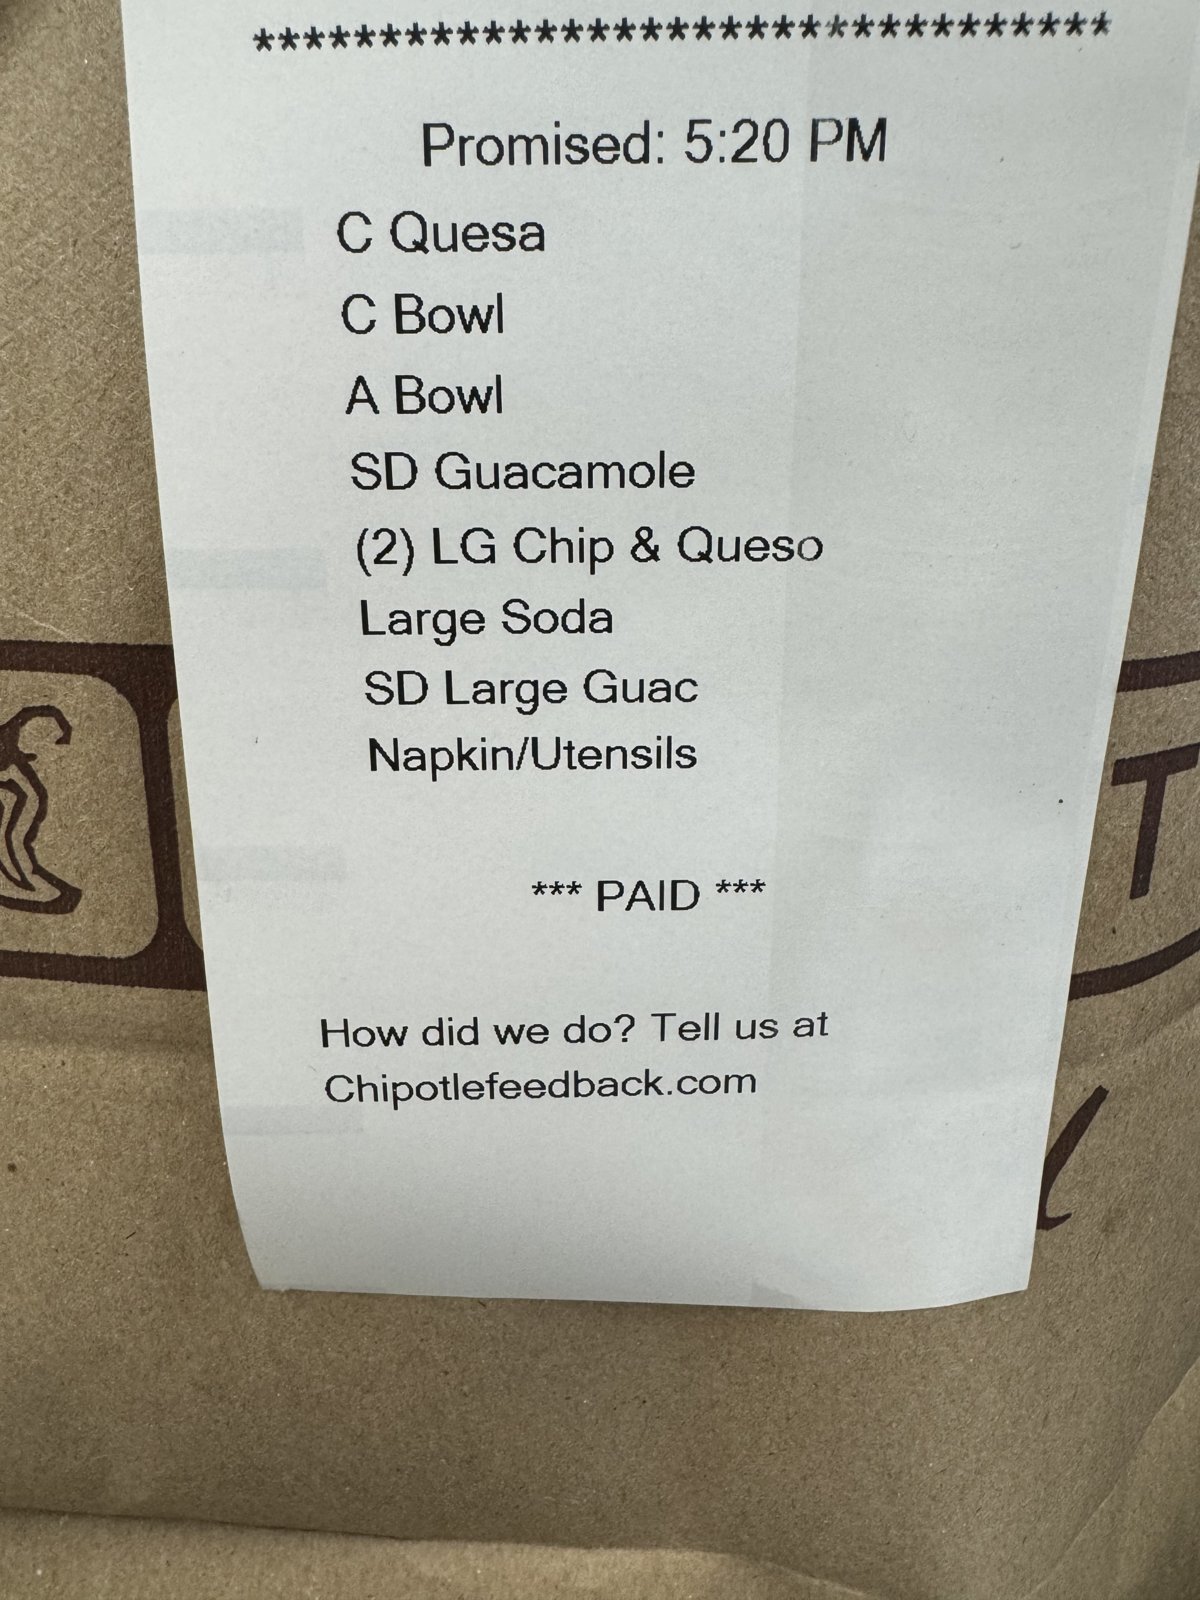 **********************************
Promised: 5:20 PM
C Quesa
C Bowl
A Bowl
SD Guacamole
(2) LG Chip & Queso
Large Soda
SD Large Guac
Napkin/Utensils
*** PAID ***
How did we do? Tell us at
Chipotlefeedback.com
T